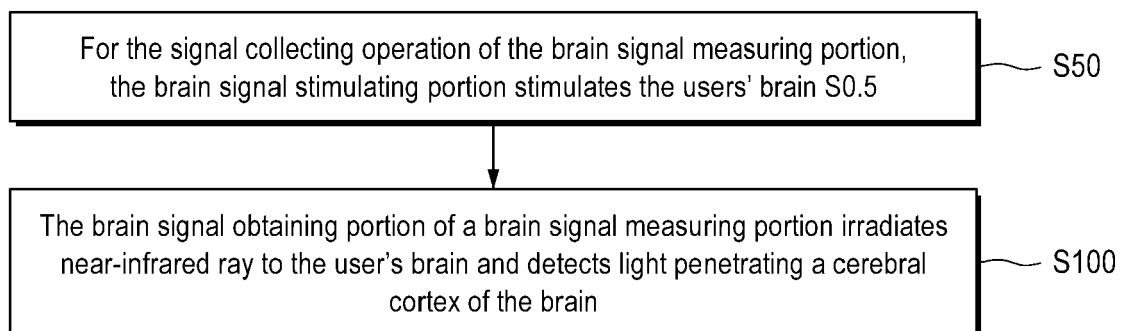 For the signal collecting operation of the brain signal measuring portion,
the brain signal stimulating portion stimulates the users' brain S0.5
S50
The brain signal obtaining portion of a brain signal measuring portion irradiates
near-infrared ray to the user's brain and detects light penetrating a cerebral
cortex of the brain
S100